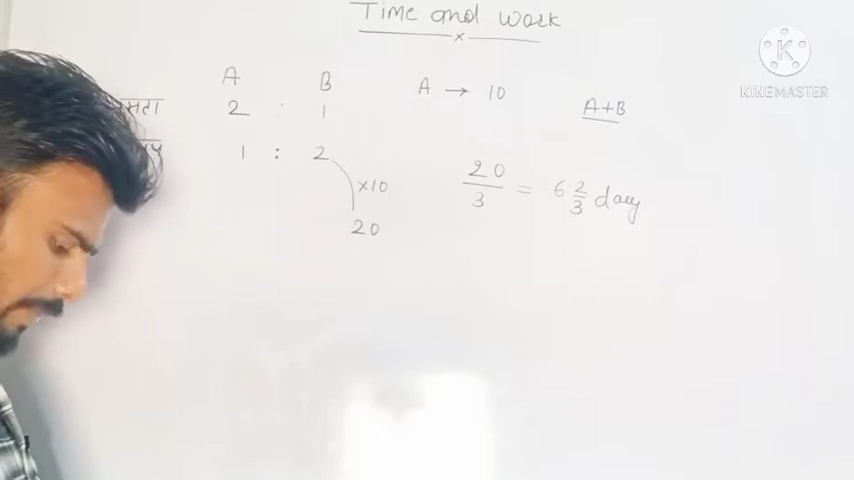 Time and work
A B A → 10 A+B
2 : 1
1 : 2 ×10 20/3 = 6 2/3 day
20
KINEMASTER